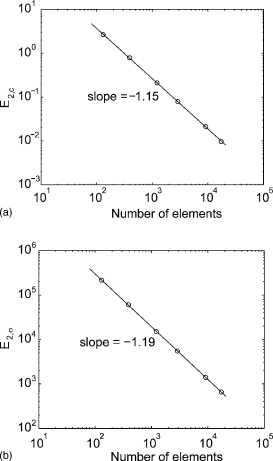 10^1
10^0
10^-1
10^-2
10^-3
E_2,c
slope =−1.15
10^1 10^2 10^3 10^4 10^5
(a) Number of elements
10^6
10^5
10^4
10^3
10^2
E_2,σ
slope = −1.19
10^1 10^2 10^3 10^4 10^5
(b) Number of elements